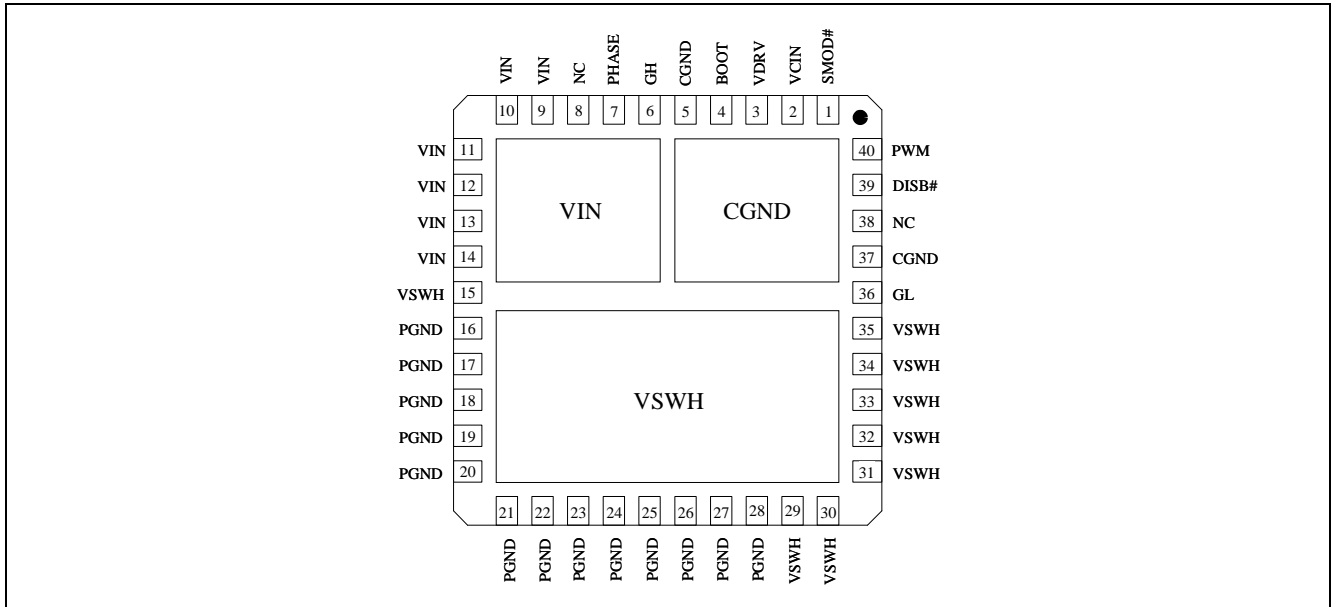 VIN VIN NC PHASE GH CGND BOOT VDRV VCIN SMOD#
10 9 8 7 6 5 4 3 2 1
VIN 11 40 PWM
VIN 12 39 DISB#
VIN 13 38 NC
VIN CGND
VIN 14 37 CGND
VSWH 15 36 GL
PGND 16 35 VSWH
PGND 17 34 VSWH
PGND 18 33 VSWH
VSWH
PGND 19 32 VSWH
PGND 20 31 VSWH
21 22 23 24 25 26 27 28 29 30
PGND PGND PGND PGND PGND PGND PGND PGND VSWH VSWH